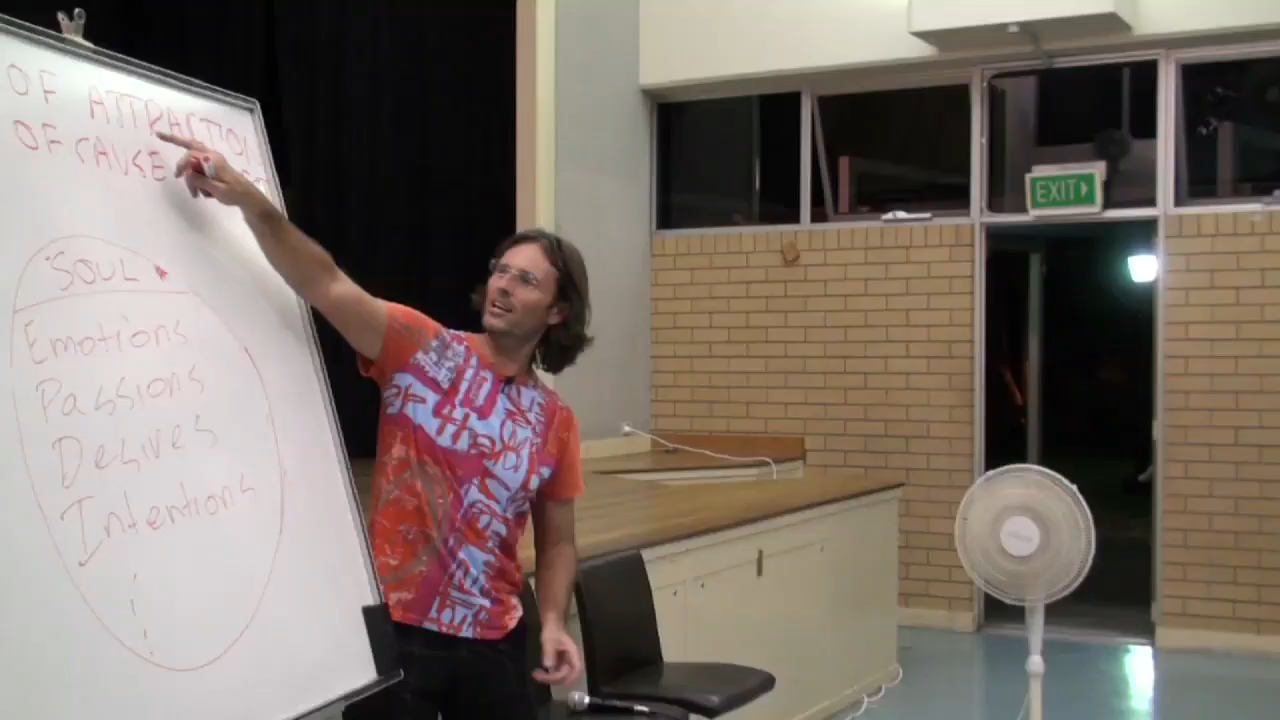 OF ATTRACTION
OF CAUSE
SOUL
Emotions
Passions
Desires
Intentions
EXIT